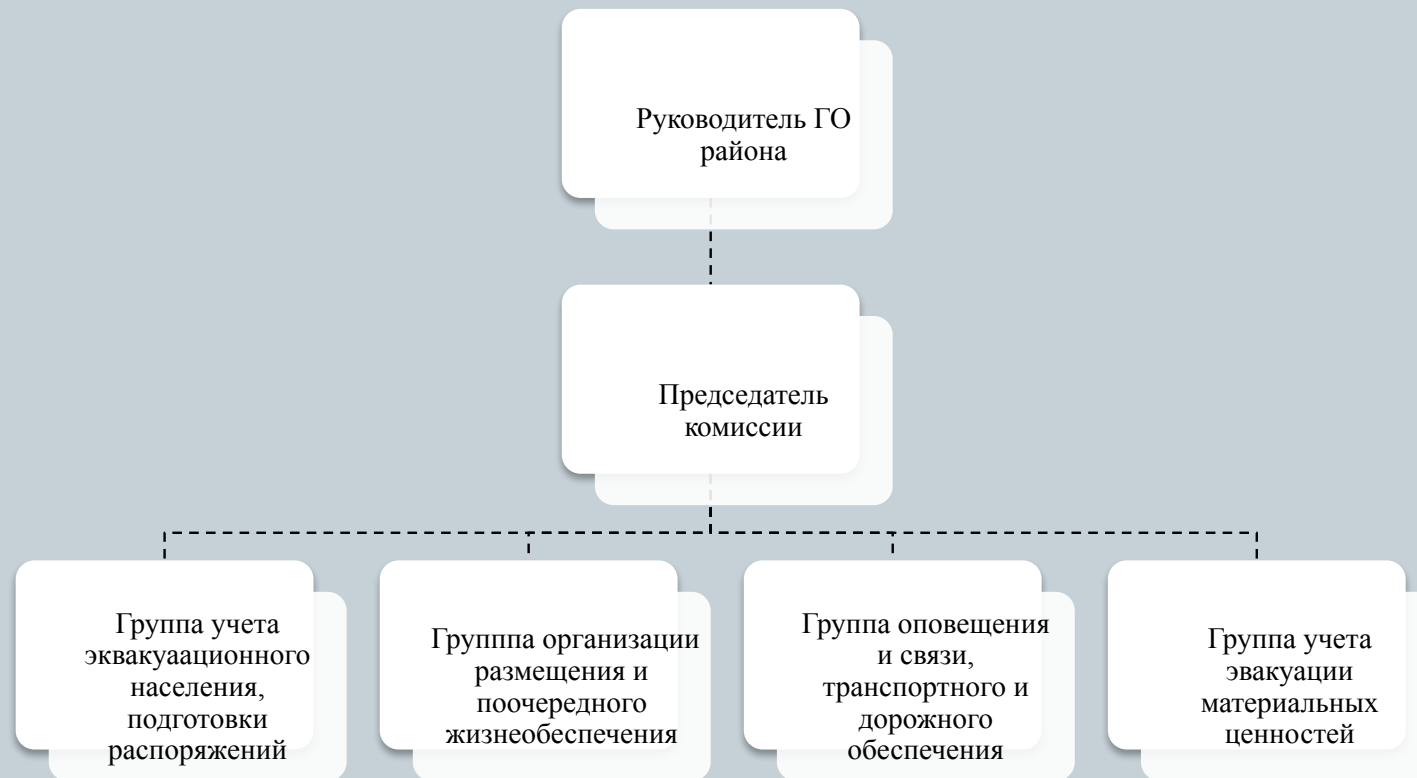 Руководитель ГО
района
Председатель
комиссии
Группа учета
эквакуаационного
населения,
подготовки
распоряжений
Групппа организации
размещения и
поочередного
жизнеобеспечения
Группа оповещения
и связи,
транспортного и
дорожного
обеспечения
Группа учета
эвакуации
материальных
ценностей